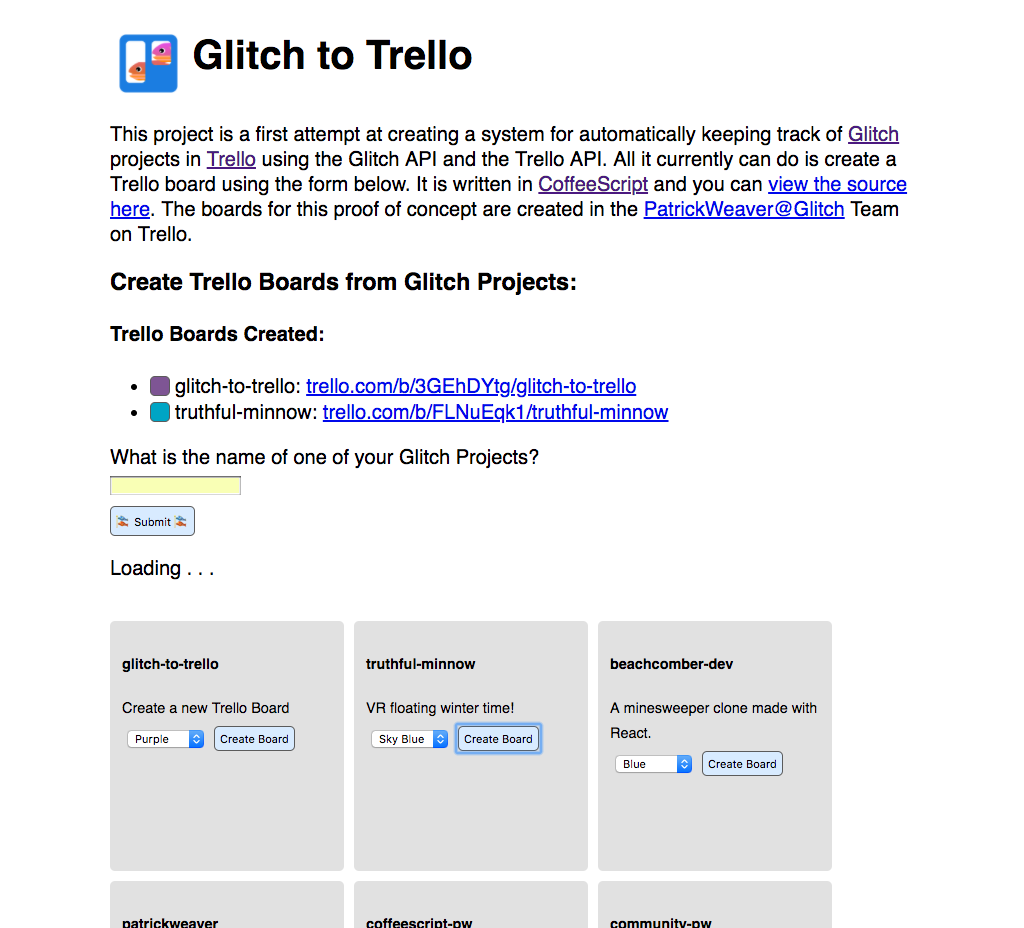 Glitch to Trello
This project is a first attempt at creating a system for automatically keeping track of Glitch
projects in Trello using the Glitch API and the Trello API. All it currently can do is create a
Trello board using the form below. It is written in CoffeeScript and you can view the source
here. The boards for this proof of concept are created in the PatrickWeaver@Glitch Team
on Trello.
Create Trello Boards from Glitch Projects:
Trello Boards Created:
glitch-to-trello: trello.com/b/3GEhDYtg/glitch-to-trello
truthful-minnow: trello.com/b/FLNuEqk1/truthful-minnow
What is the name of one of your Glitch Projects?
Submit
Loading . . .
glitch-to-trello
Create a new Trello Board
Purple Create Board
truthful-minnow
VR floating winter time!
Sky Blue Create Board
beachcomber-dev
A minesweeper clone made with
React.
Blue Create Board
patrickweaver
coffeescript-pw
community-pw